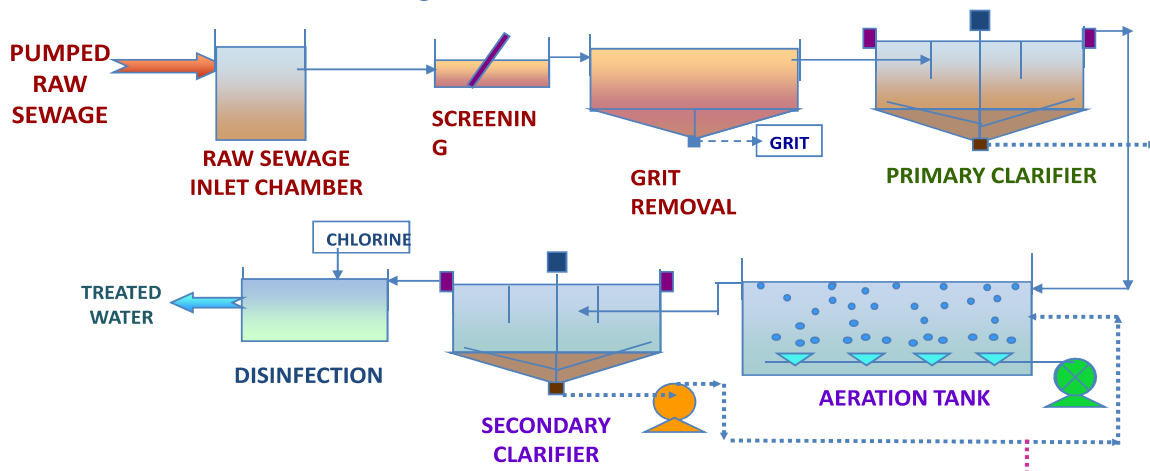 PUMPED
RAW
SEWAGE
RAW SEWAGE
INLET CHAMBER
SCREENIN
G
GRIT
REMOVAL
GRIT
PRIMARY CLARIFIER
CHLORINE
TREATED
WATER
DISINFECTION
SECONDARY
CLARIFIER
AERATION TANK